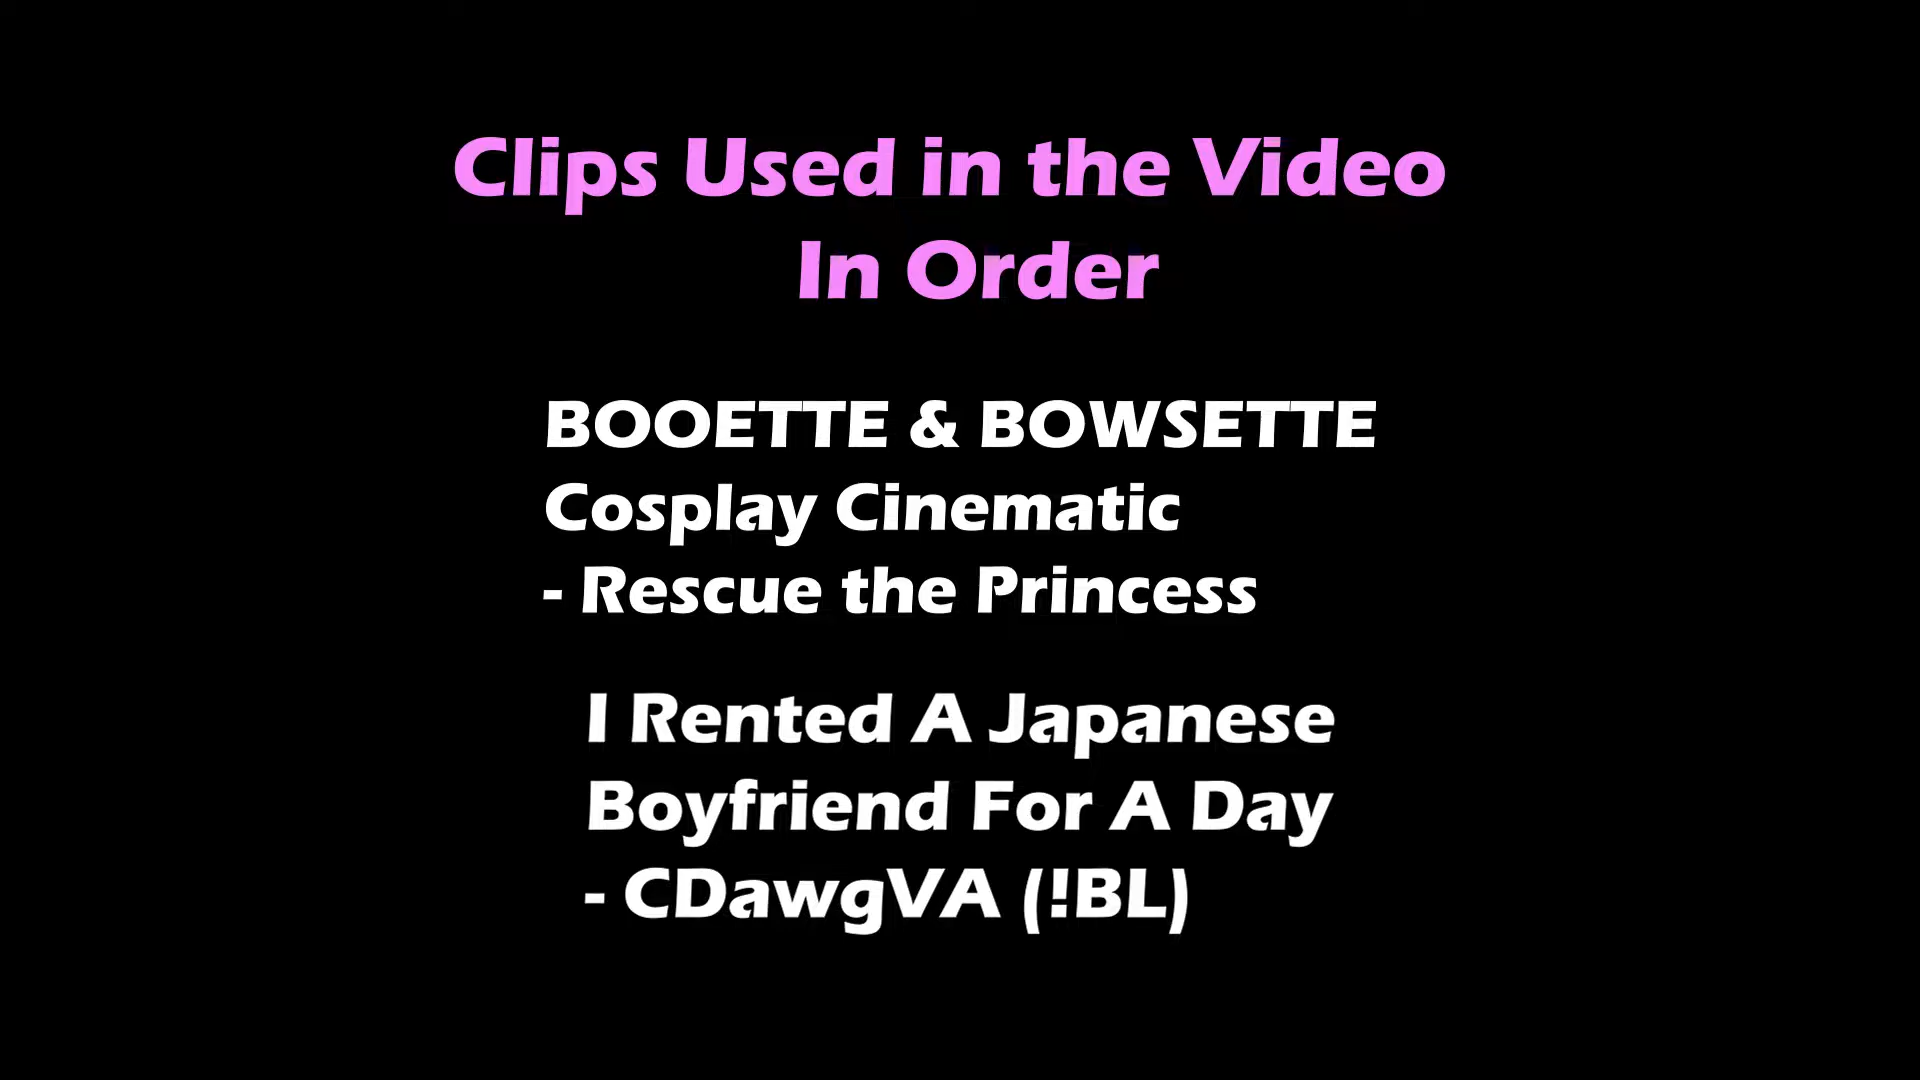 Clips Used in the Video
In Order
BOOETTE & BOWSETTE
Cosplay Cinematic
- Rescue the Princess
I Rented A Japanese
Boyfriend For A Day
- CDawgVA (!BL)